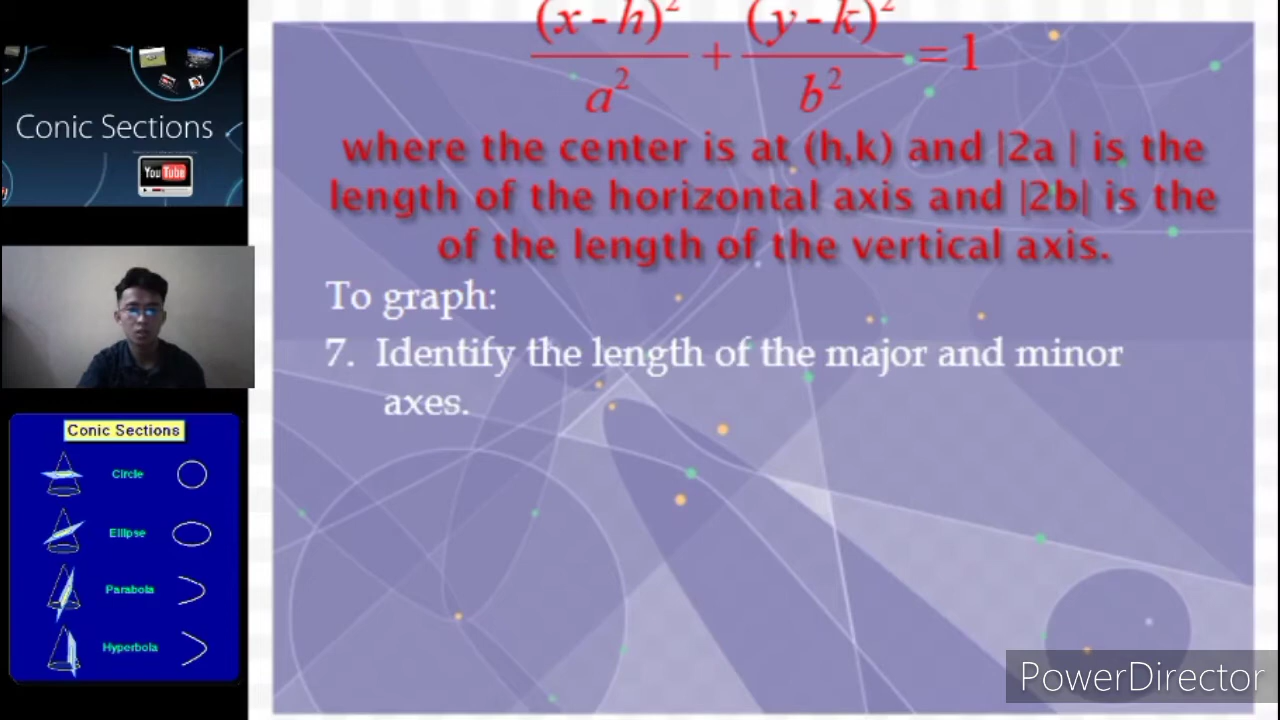 Conic Sections
You Tube
Conic Sections
Circle
Ellipse
Parabola
Hyperbola
(x - h)² / a² + (y - k)² / b² = 1
where the center is at (h,k) and |2a | is the
length of the horizontal axis and |2b| is the
of the length of the vertical axis.
To graph:
7. Identify the length of the major and minor
axes.
PowerDirector